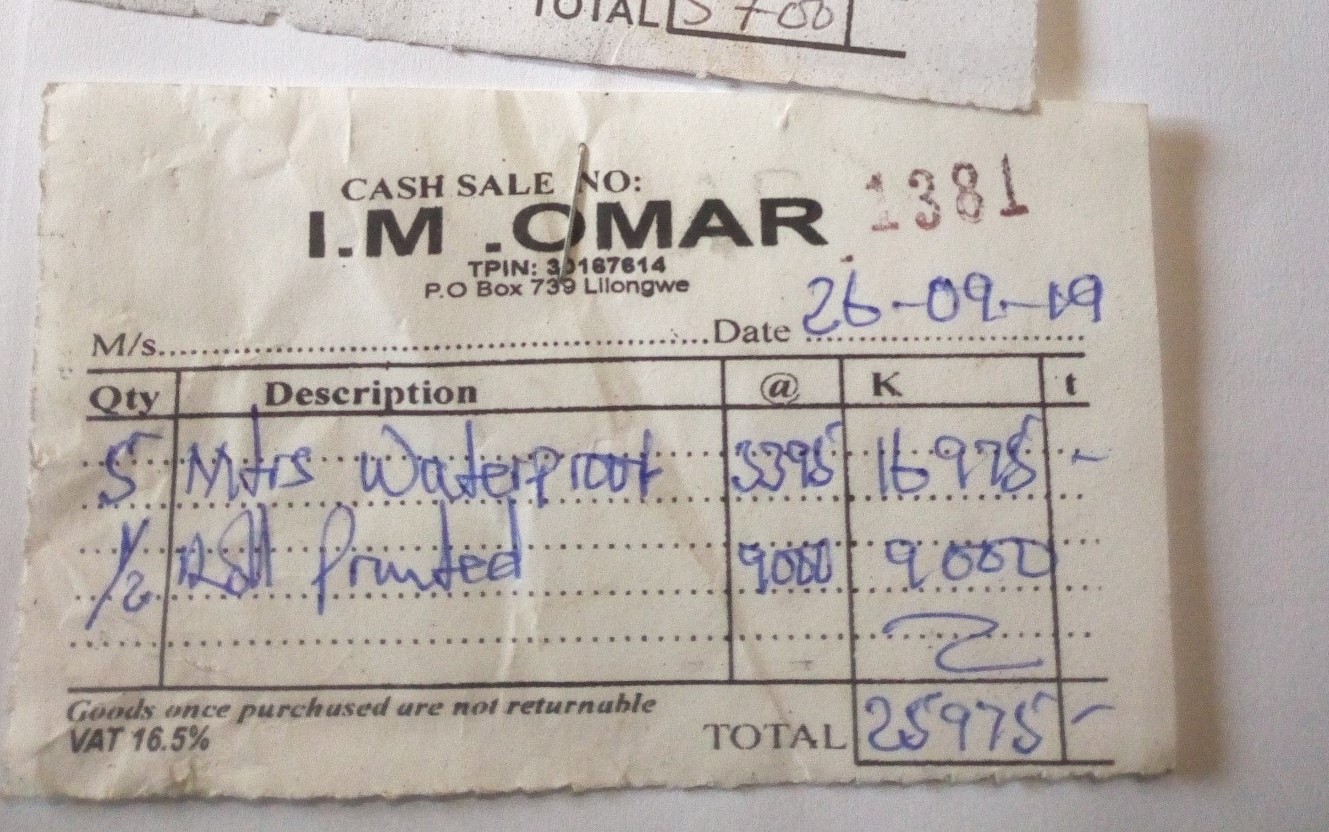 TOTAL 5700
CASH SALE NO: 1381
I.M .OMAR
TPIN: 30167614
P.O Box 739 Lilongwe
M/s. Date 26-09-19
Qty Description @ K t
5 Mtrs Waterproof 3395 16975 -
1/2 Roll Printed 9000 9000
Goods once purchased are not returnable
VAT 16.5% TOTAL 25975 -